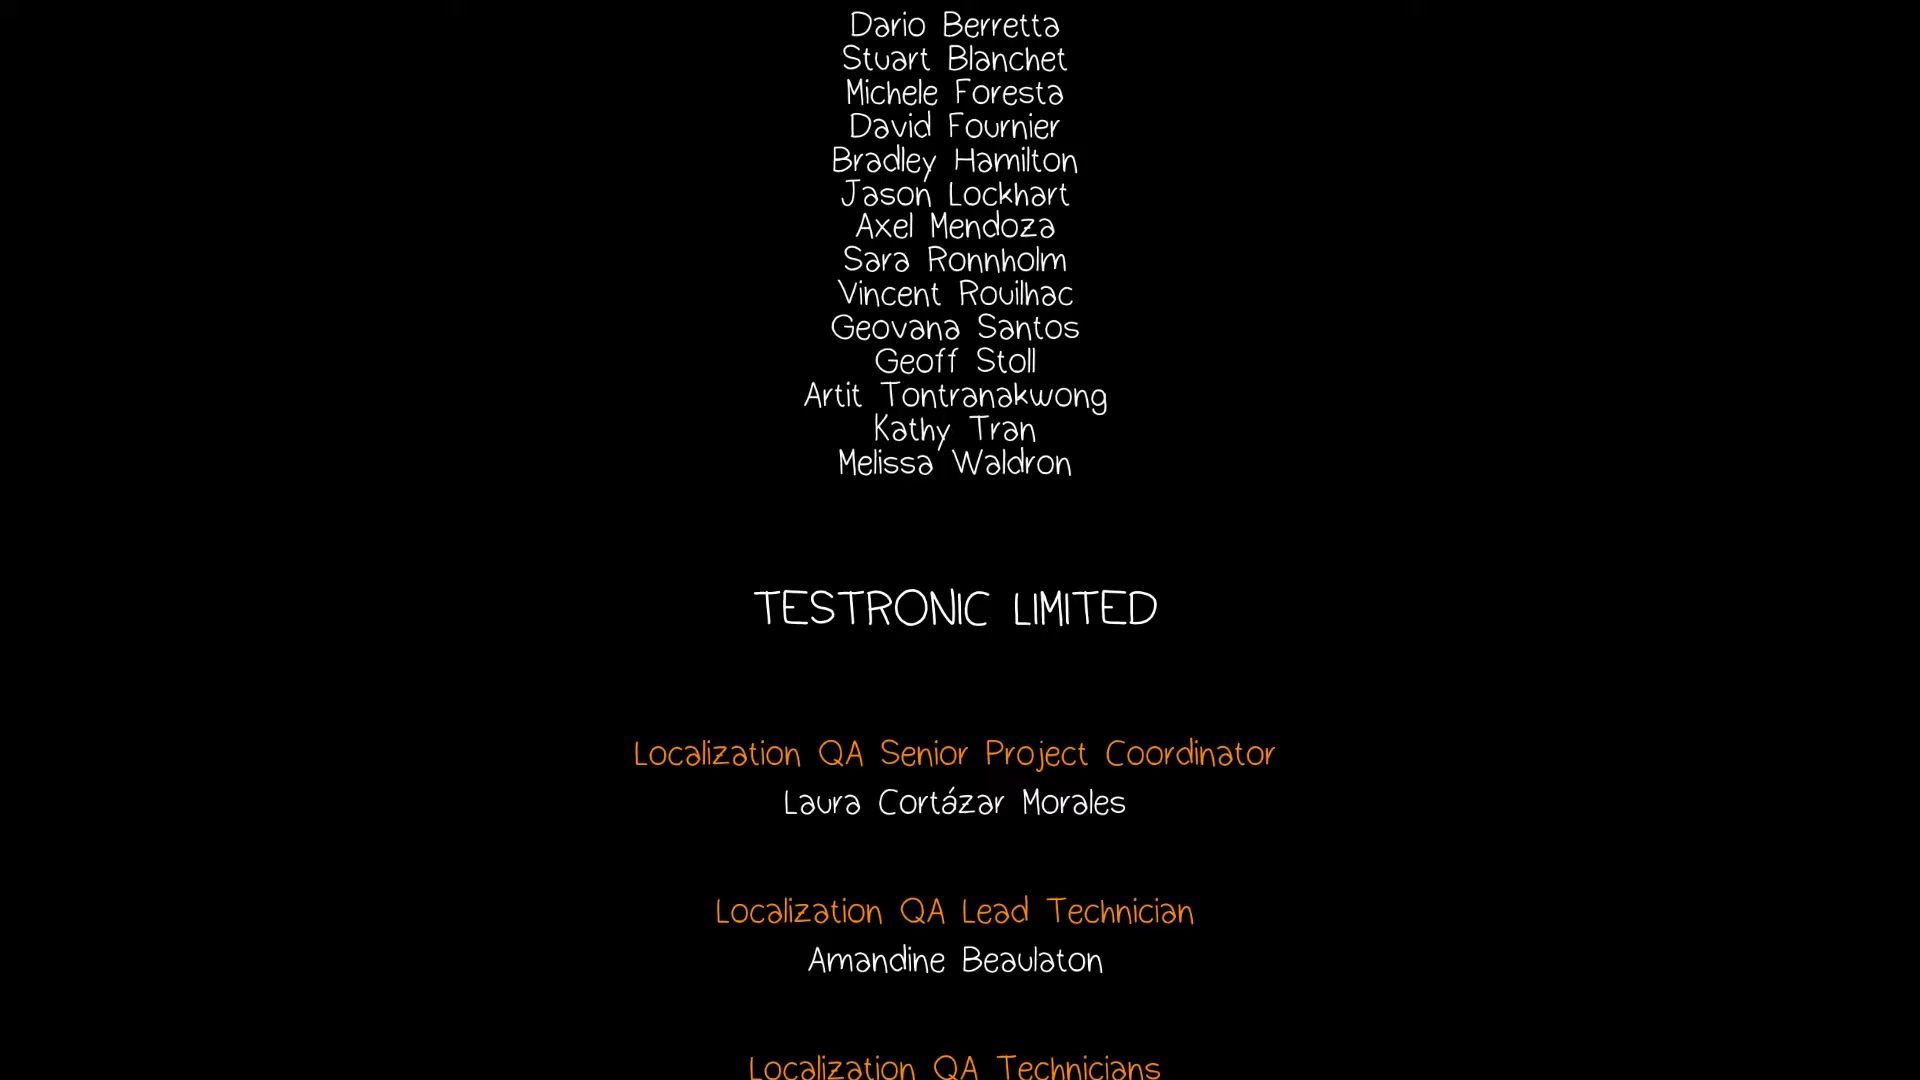 Dario Berretta
Stuart Blanchet
Michele Foresta
David Fournier
Bradley Hamilton
Jason Lockhart
Axel Mendoza
Sara Ronnholm
Vincent Rouilhac
Geovana Santos
Geoff Stoll
Artit Tontranakwong
Kathy Tran
Melissa Waldron
TESTRONIC LIMITED
Localization QA Senior Project Coordinator
Laura Cortázar Morales
Localization QA Lead Technician
Amandine Beaulaton
Localization QA Technicians